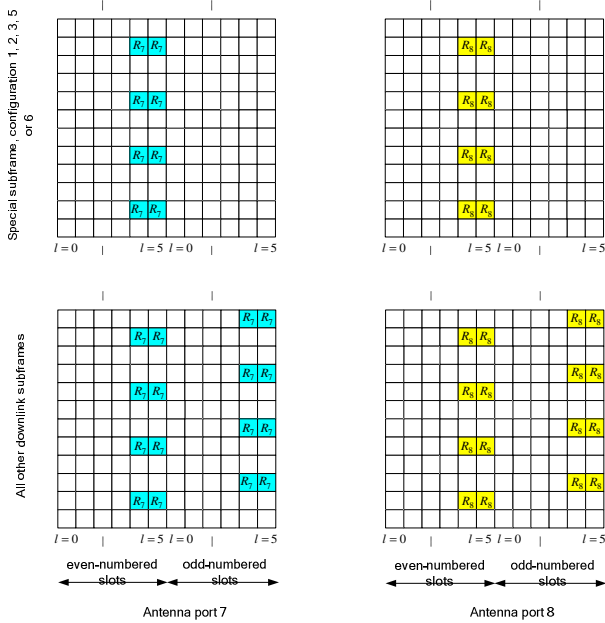 Special subframe, configuration 1, 2, 3, 5
or 6
R7 R7 R8 R8
R7 R7 R8 R8
R7 R7 R8 R8
R7 R7 R8 R8
l = 0 l = 5 l = 0 l = 5 l = 0 l = 5 l = 0 l = 5
All other downlink subframes
R7 R7 R8 R8
R7 R7 R8 R8
R7 R7 R8 R8
R7 R7 R8 R8
R7 R7 R8 R8
R7 R7 R8 R8
R7 R7 R8 R8
R7 R7 R8 R8
l = 0 l = 5 l = 0 l = 5 l = 0 l = 5 l = 0 l = 5
even-numbered odd-numbered even-numbered odd-numbered
slots slots slots slots
Antenna port 7 Antenna port 8